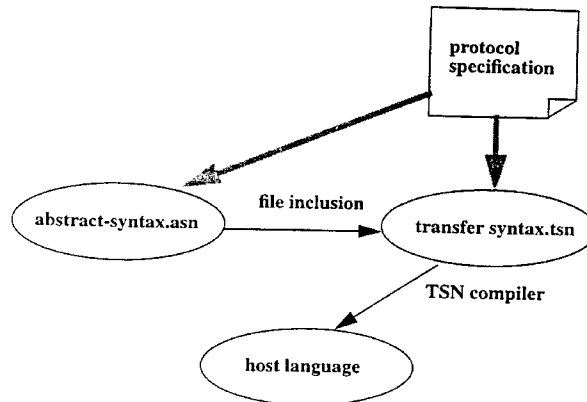 protocol
specification
file inclusion
abstract-syntax.asn
transfer syntax.tsn
TSN compiler
host language